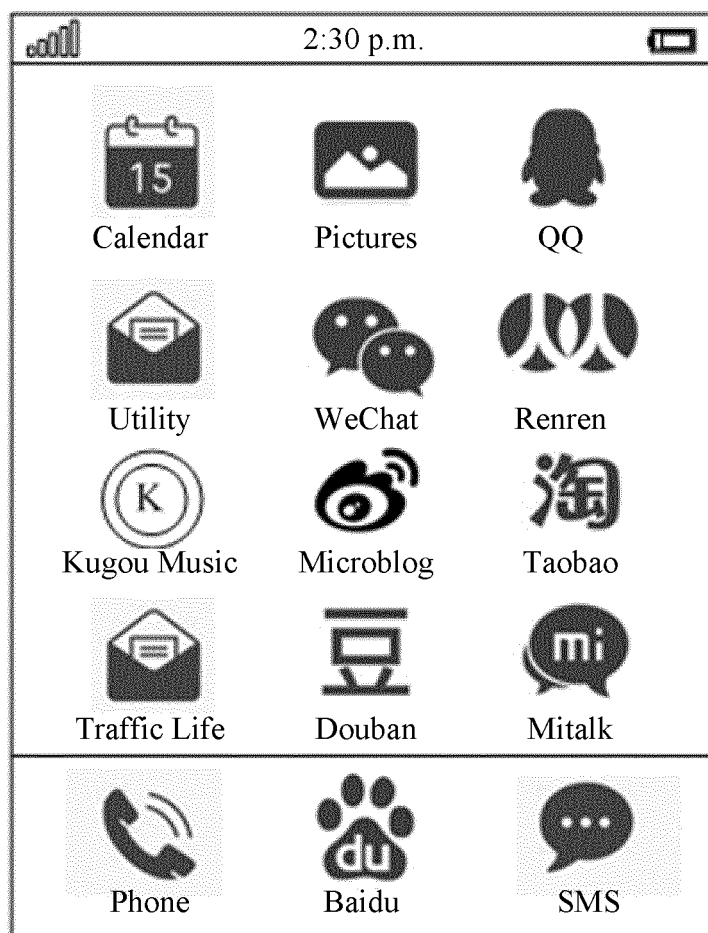 2:30 p.m.
15
Calendar Pictures QQ
Utility WeChat Renren
K 淘
Kugou Music Microblog Taobao
豆 mi
Traffic Life Douban Mitalk
du
Phone Baidu SMS